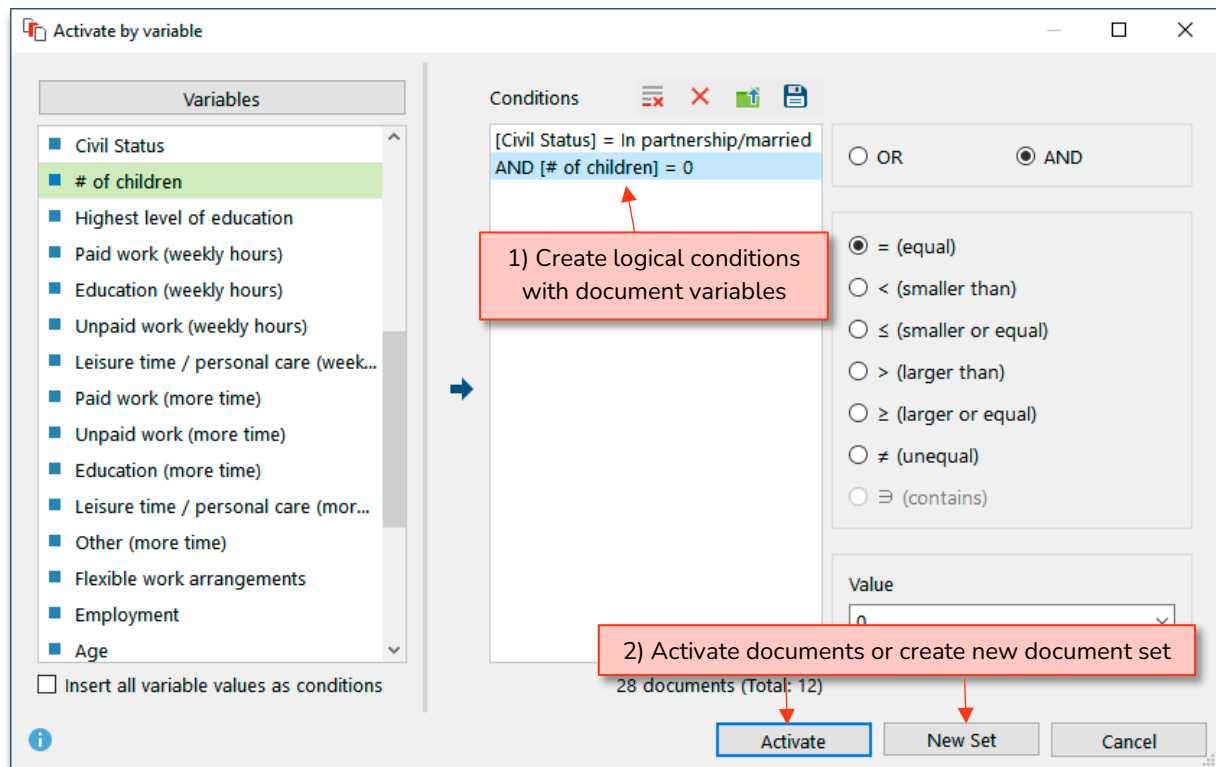 Activate by variable
Variables
Civil Status
# of children
Highest level of education
Paid work (weekly hours)
Education (weekly hours)
Unpaid work (weekly hours)
Leisure time / personal care (week...
Paid work (more time)
Unpaid work (more time)
Education (more time)
Leisure time / personal care (mor...
Other (more time)
Flexible work arrangements
Employment
Age
Insert all variable values as conditions
Conditions
[Civil Status] = In partnership/married
AND [# of children] = 0
1) Create logical conditions
with document variables
OR
AND
= (equal)
< (smaller than)
≤ (smaller or equal)
> (larger than)
≥ (larger or equal)
≠ (unequal)
∋ (contains)
Value
0
2) Activate documents or create new document set
28 documents (Total: 12)
Activate
New Set
Cancel